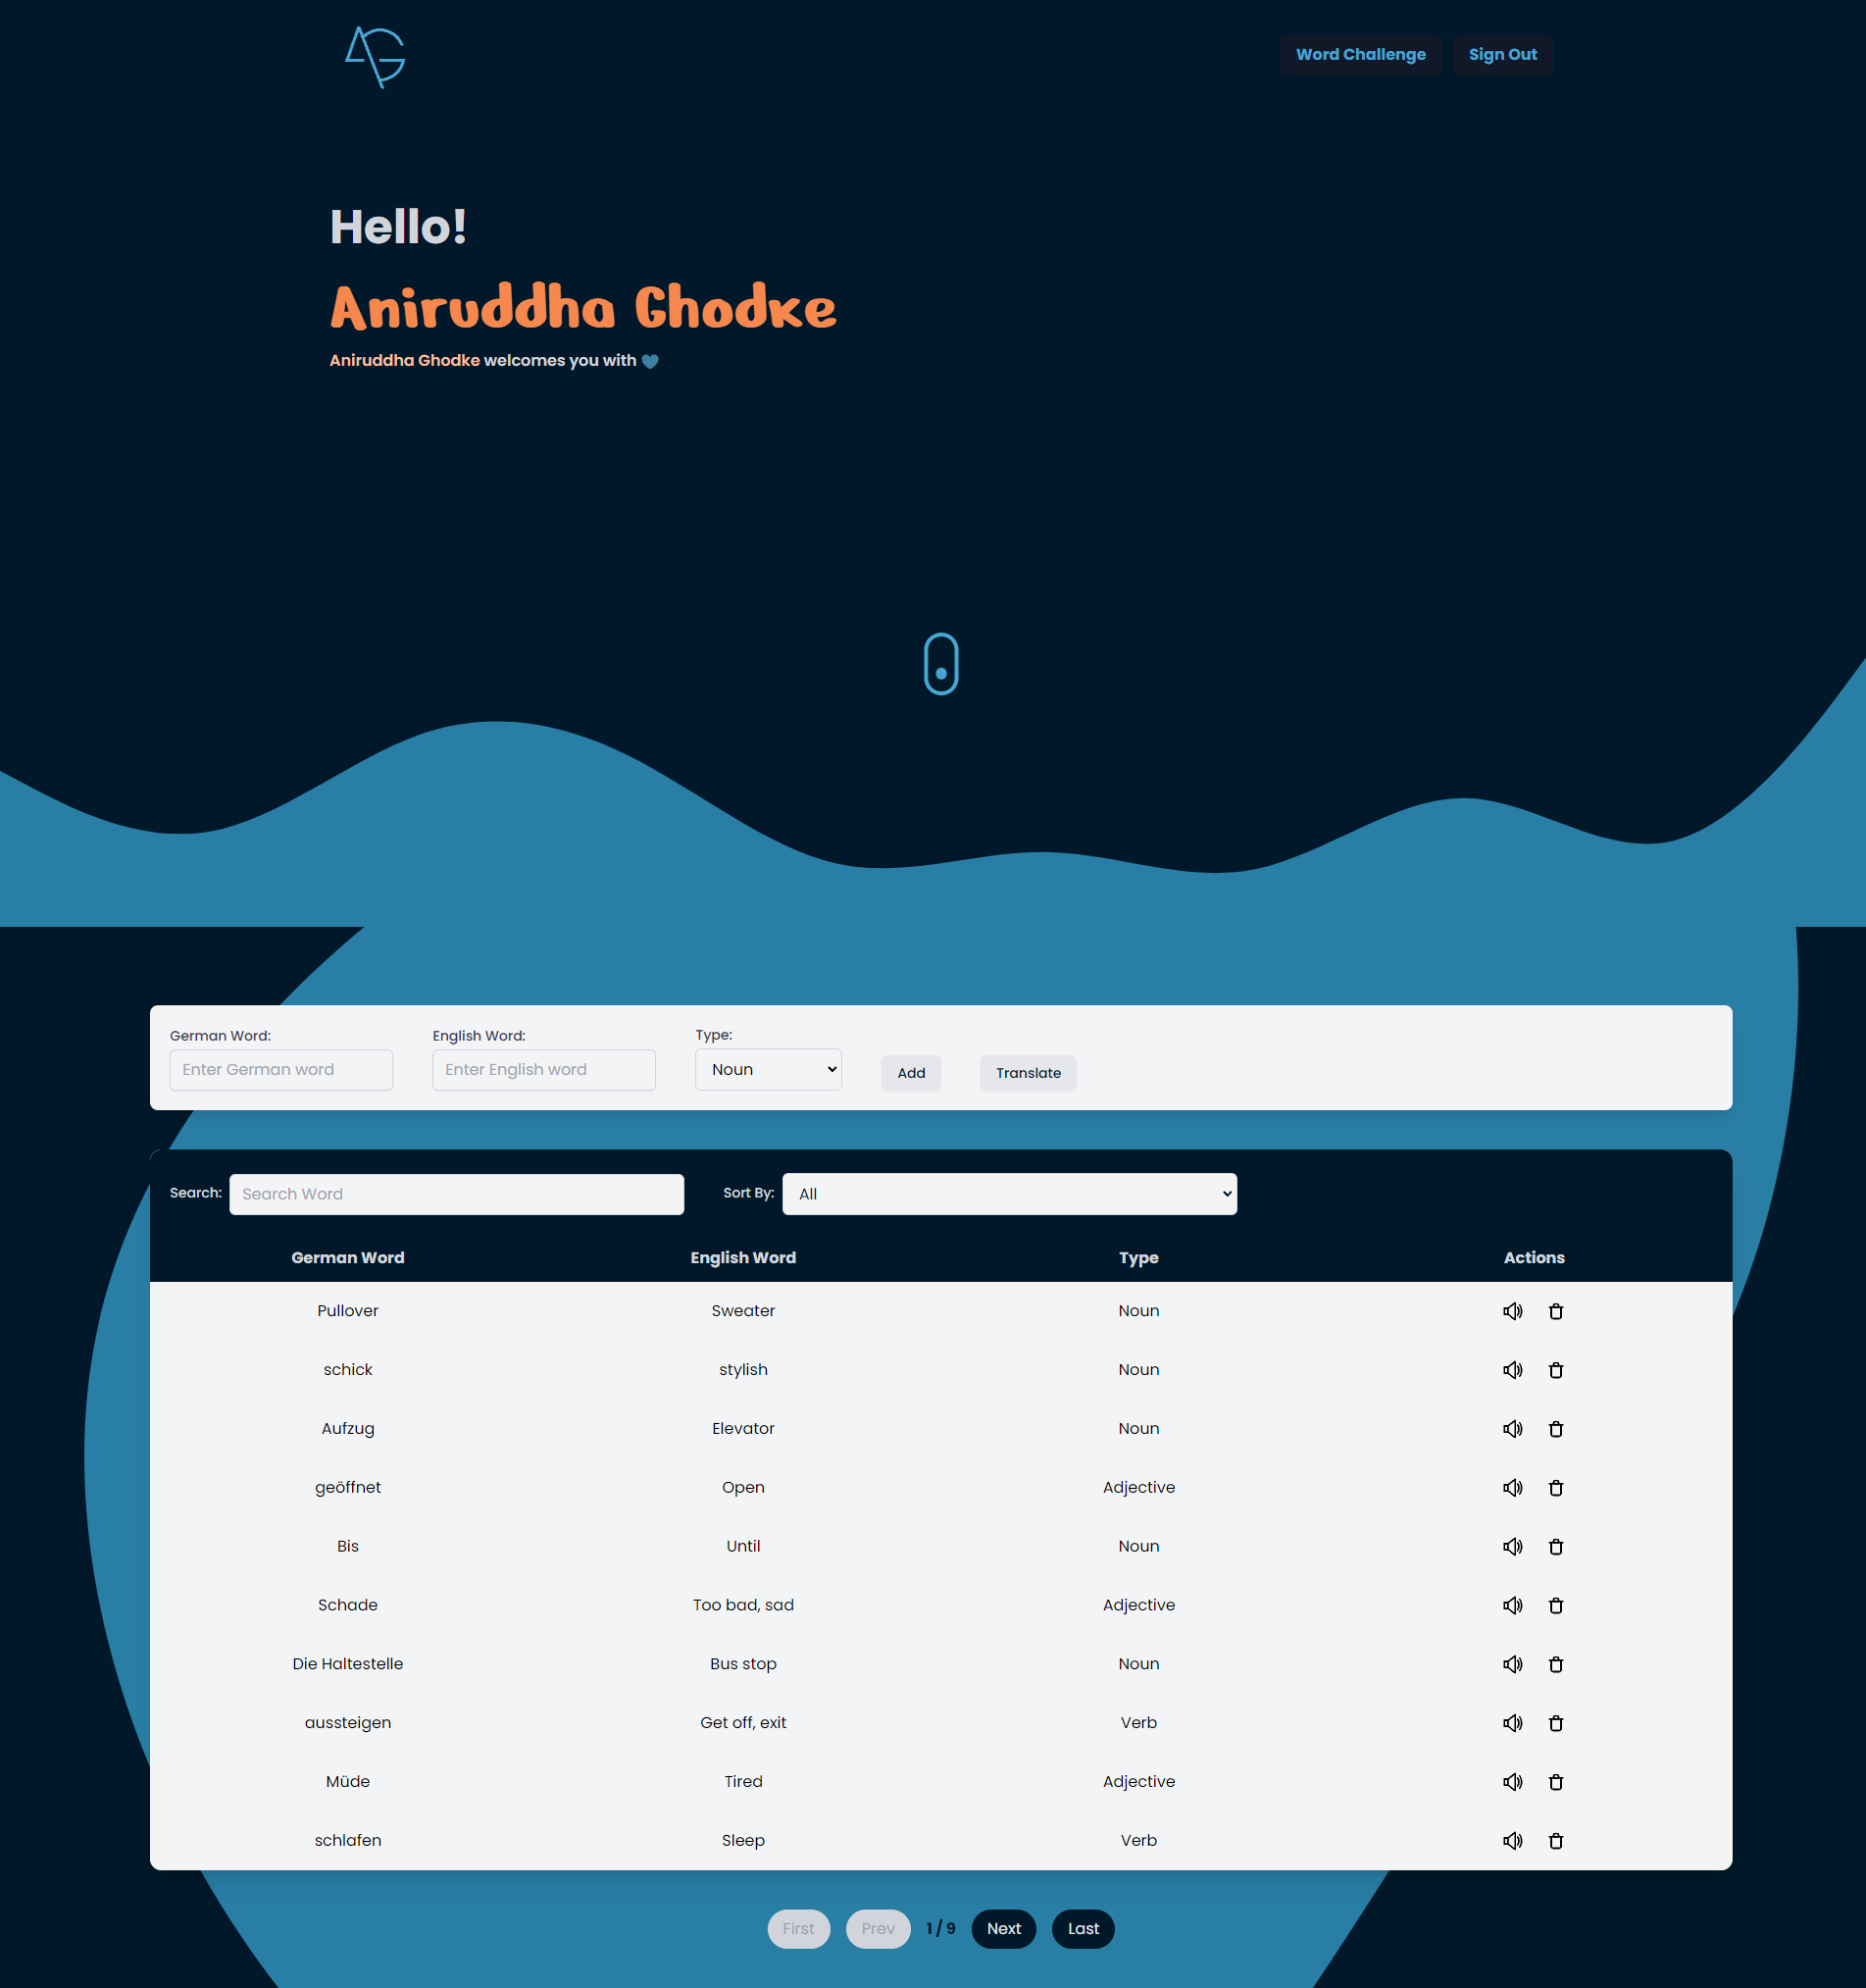 Word Challenge Sign Out
Hello!
Aniruddha Ghodke
Aniruddha Ghodke welcomes you with
German Word: English Word: Type:
Enter German word Enter English word Noun Add Translate
Search: Search Word Sort By: All
German Word English Word Type Actions
Pullover Sweater Noun
schick stylish Noun
Aufzug Elevator Noun
geöffnet Open Adjective
Bis Until Noun
Schade Too bad, sad Adjective
Die Haltestelle Bus stop Noun
aussteigen Get off, exit Verb
Müde Tired Adjective
schlafen Sleep Verb
First Prev 1 / 9 Next Last